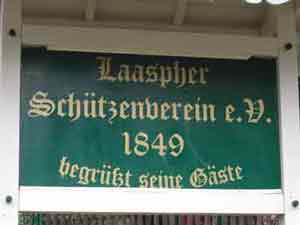 Laaspher
Schützenverein e.V.
1849
begrüßt seine Gäste